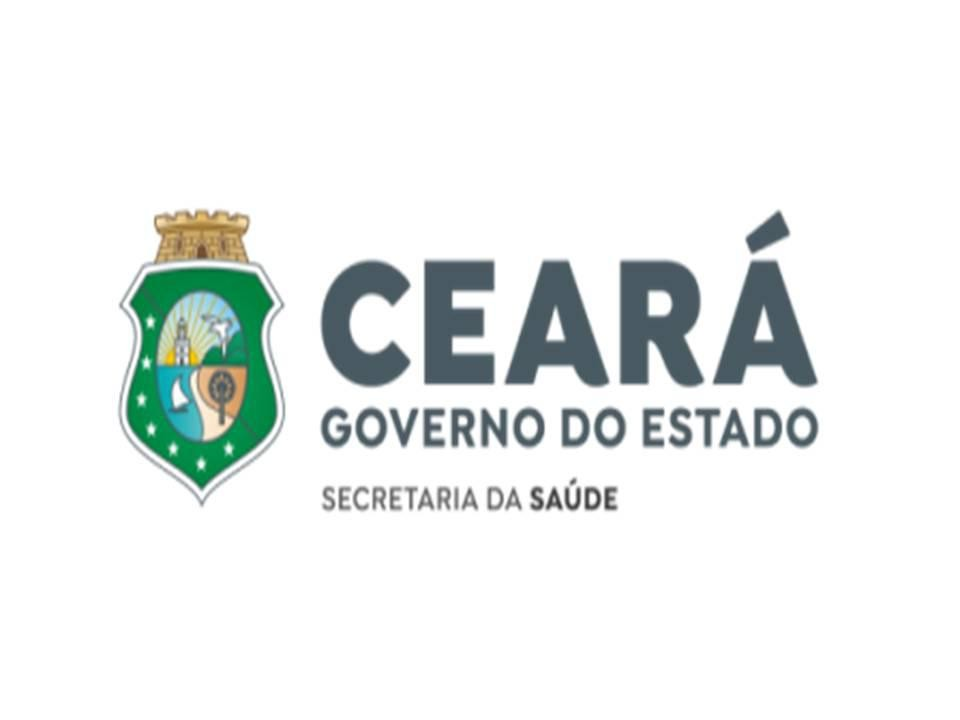 CEARÁ
GOVERNO DO ESTADO
SECRETARIA DA SAÚDE